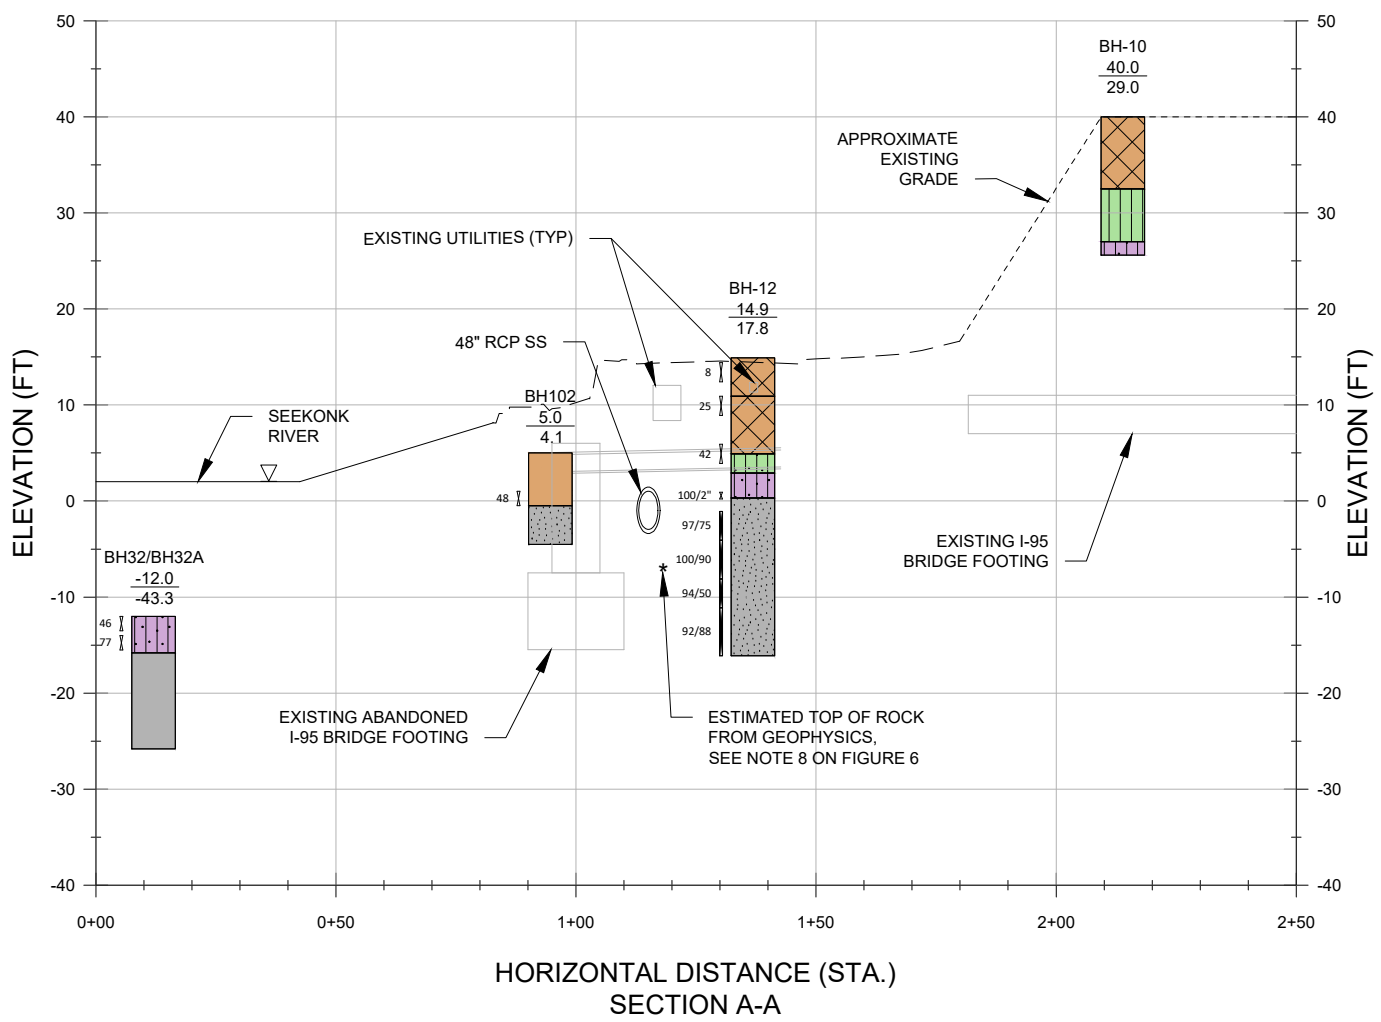 50
40
30
20
10
0
-10
-20
-30
-40
ELEVATION (FT)
BH-10
40.0
29.0
APPROXIMATE
EXISTING
GRADE
EXISTING UTILITIES (TYP)
BH-12
14.9
17.8
48" RCP SS
8
25
42
100/2"
97/75
100/90
94/50
92/88
BH102
5.0
4.1
48
SEEKONK
RIVER
BH32/BH32A
-12.0
-43.3
46
77
EXISTING I-95
BRIDGE FOOTING
*
EXISTING ABANDONED
I-95 BRIDGE FOOTING
ESTIMATED TOP OF ROCK
FROM GEOPHYSICS,
SEE NOTE 8 ON FIGURE 6
50
40
30
20
10
0
-10
-20
-30
-40
ELEVATION (FT)
0+00 0+50 1+00 1+50 2+00 2+50
HORIZONTAL DISTANCE (STA.)
SECTION A-A